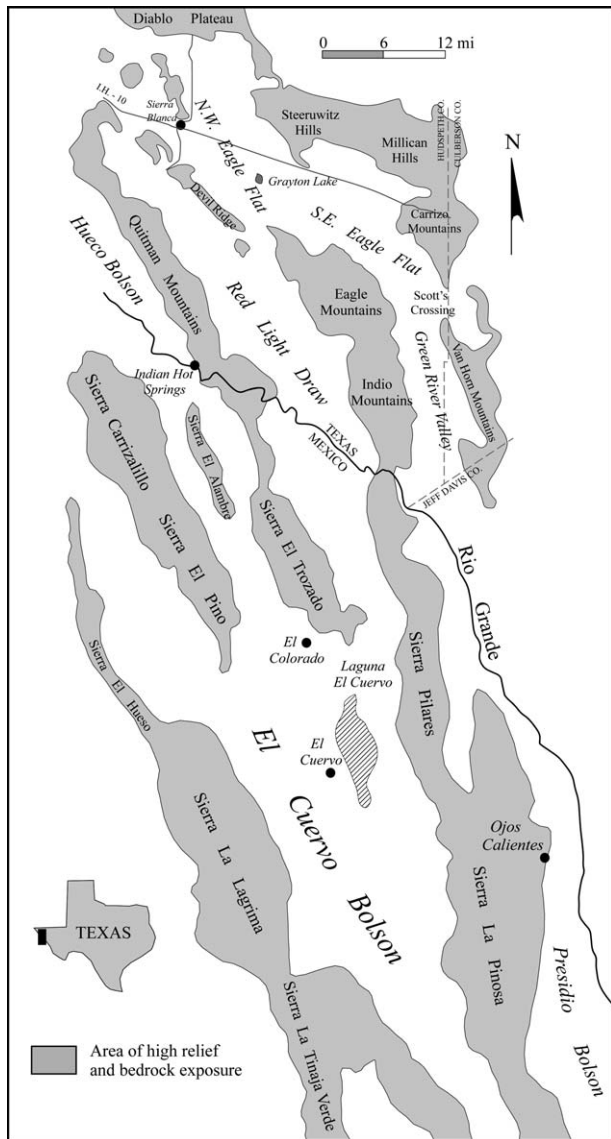 Diablo Plateau
0 6 12 mi
I.H. - 10
Sierra
Blanca
N.W. Eagle Flat
Steeruwitz
Hills
Millican
Hills
HUDSPETH CO.
CULBERSON CO.
N
Grayton Lake
Devil Ridge
Carrizo
Mountains
S.E. Eagle Flat
Quitman
Mountains
Hueco Bolson
Red Light Draw
Eagle
Mountains
Scott's
Crossing
Green River Valley
Van Horn Mountains
Indian Hot
Springs
Indio
Mountains
TEXAS
MEXICO
JEFF DAVIS CO.
Sierra Carrizalillo
Sierra El Alambre
Sierra El Pino
Sierra El Trozado
Rio Grande
El
Colorado
Sierra Pilares
Laguna
El Cuervo
Sierra El Hueso
El
Cuervo
El Cuervo Bolson
Sierra La Lagrima
Ojos
Calientes
Sierra La Pinosa
TEXAS
Presidio Bolson
Sierra La Tinaja Verde
Area of high relief
and bedrock exposure